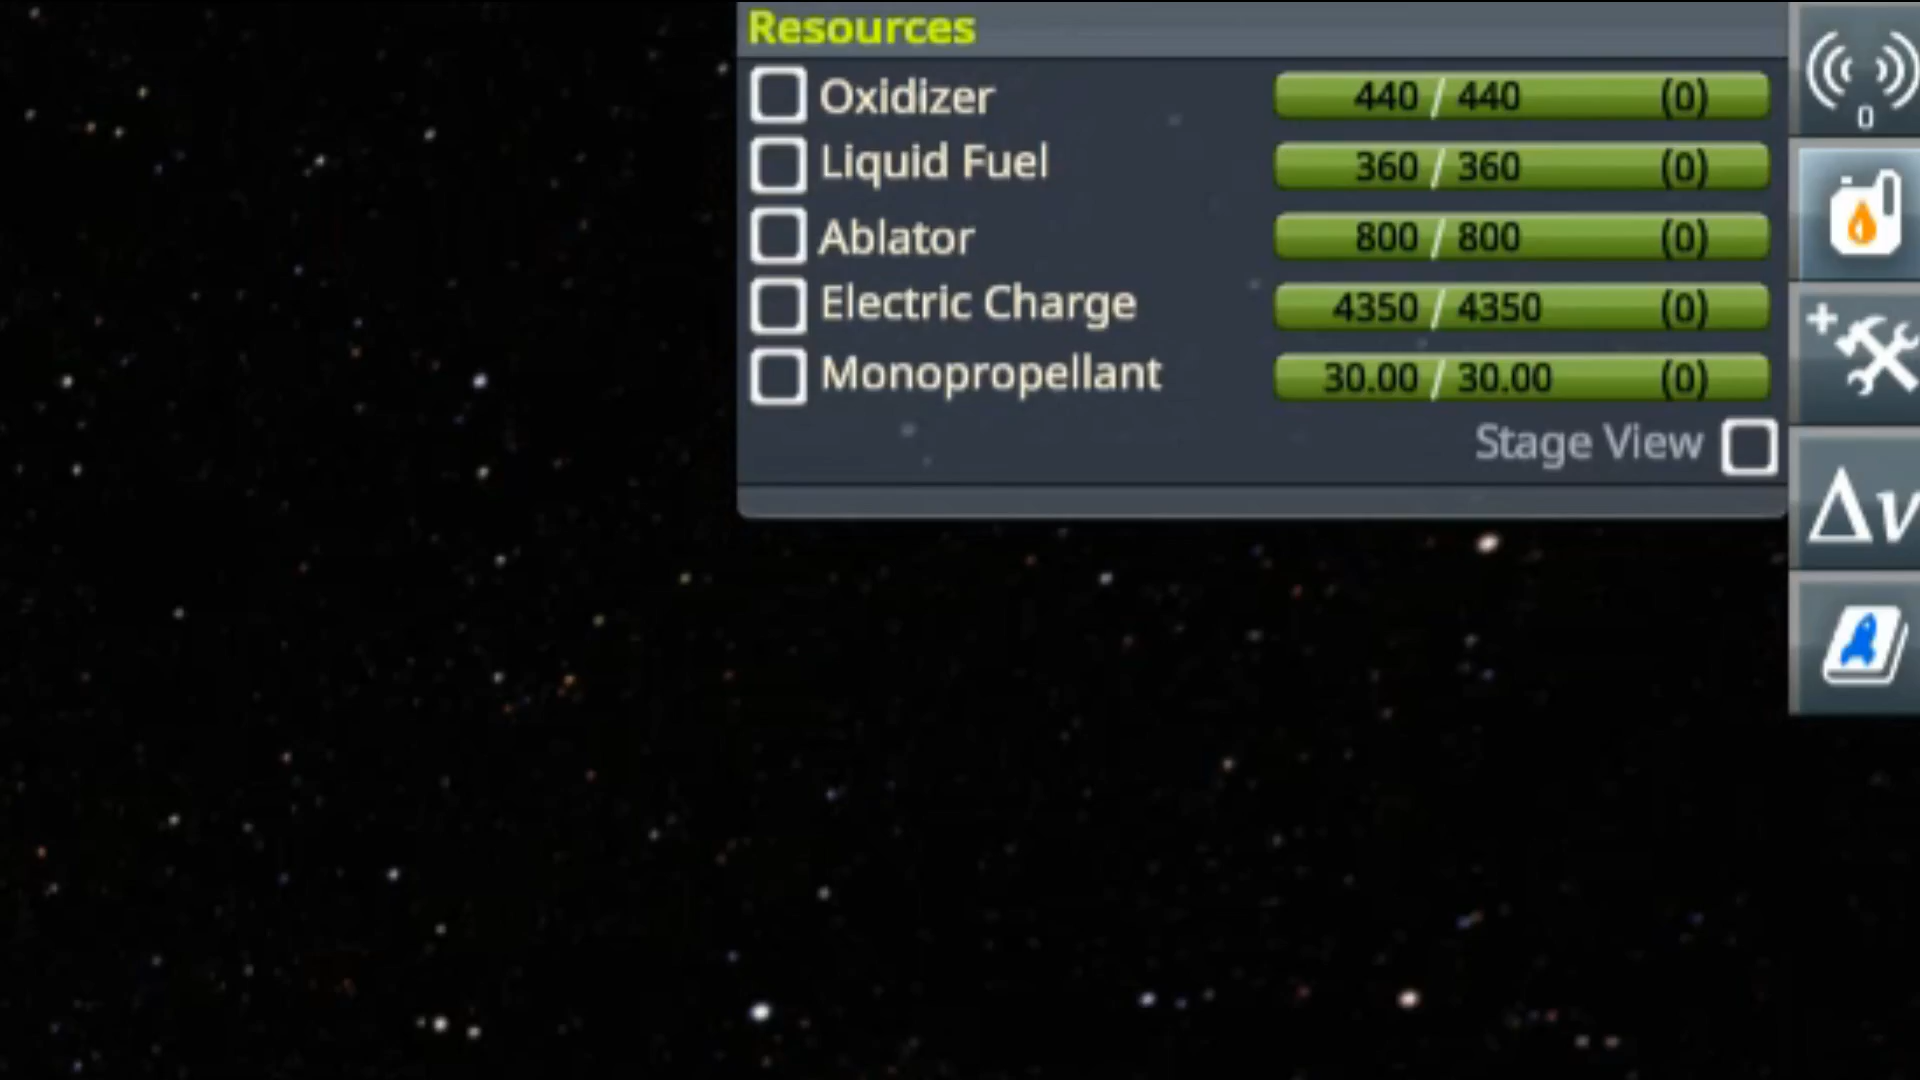 Resources
Oxidizer 440 / 440 (0)
Liquid Fuel 360 / 360 (0)
Ablator 800 / 800 (0)
Electric Charge 4350 / 4350 (0)
Monopropellant 30.00 / 30.00 (0)
Stage View
0
Δv